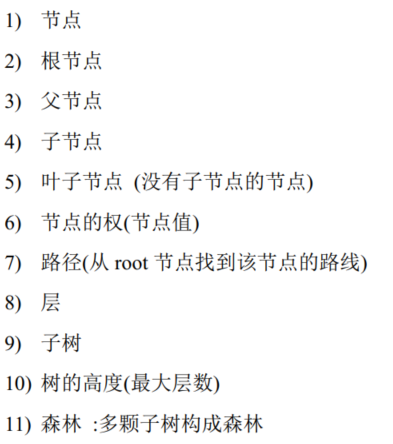 1) 节点
2) 根节点
3) 父节点
4) 子节点
5) 叶子节点 (没有子节点的节点)
6) 节点的权(节点值)
7) 路径(从 root 节点找到该节点的路线)
8) 层
9) 子树
10) 树的高度(最大层数)
11) 森林 :多颗子树构成森林